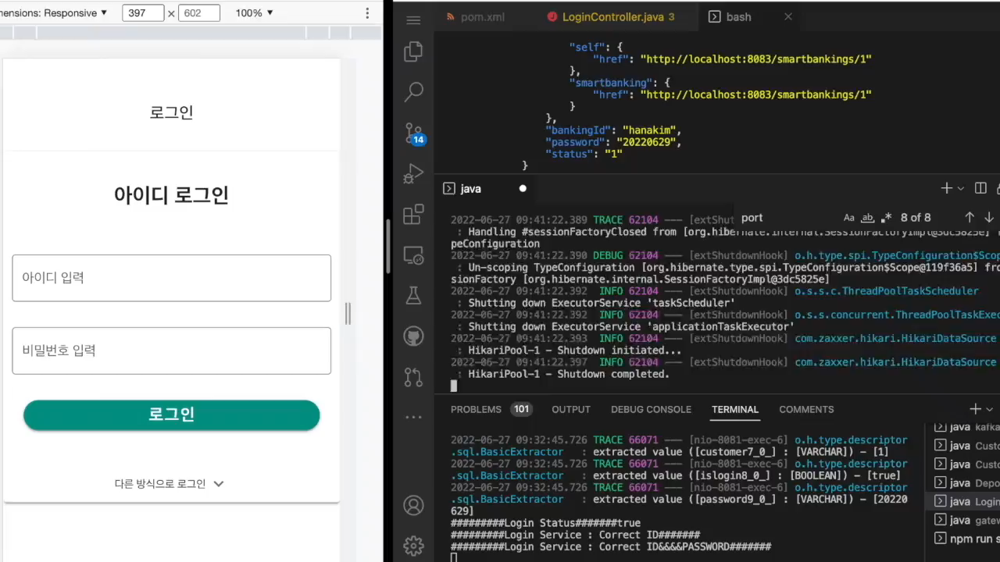 nensions: Responsive ▼ 397 × 602 100% ▼
로그인
아이디 로그인
아이디 입력
비밀번호 입력
로그인
다른 방식으로 로그인
14
pom.xml
LoginController.java 3
bash
"self": {
"href": "http://localhost:8083/smartbankings/1"
},
"smartbanking": {
"href": "http://localhost:8083/smartbankings/1"
}
},
"bankingId": "hanakim",
"password": "20220629",
"status": "1"
}
java
port Aa ab .* 8 of 8
2022-06-27 09:41:22.389 TRACE 62104 --- [extShut
: Handling #sessionFactoryClosed from [org.hibernate.internal.SessionFactoryImpl@3dc5825e] f
peConfiguration
2022-06-27 09:41:22.390 DEBUG 62104 --- [extShutdownHook] o.h.type.spi.TypeConfiguration$Scop
: Un-scoping TypeConfiguration [org.hibernate.type.spi.TypeConfiguration$Scope@119f36a5] fro
sionFactory [org.hibernate.internal.SessionFactoryImpl@3dc5825e]
2022-06-27 09:41:22.392 INFO 62104 --- [extShutdownHook] o.s.s.c.ThreadPoolTaskScheduler
: Shutting down ExecutorService 'taskScheduler'
2022-06-27 09:41:22.392 INFO 62104 --- [extShutdownHook] o.s.s.concurrent.ThreadPoolTaskExec
: Shutting down ExecutorService 'applicationTaskExecutor'
2022-06-27 09:41:22.393 INFO 62104 --- [extShutdownHook] com.zaxxer.hikari.HikariDataSource
: HikariPool-1 - Shutdown initiated...
2022-06-27 09:41:22.397 INFO 62104 --- [extShutdownHook] com.zaxxer.hikari.HikariDataSource
: HikariPool-1 - Shutdown completed.
PROBLEMS 101 OUTPUT DEBUG CONSOLE TERMINAL COMMENTS
2022-06-27 09:32:45.726 TRACE 66071 --- [nio-8081-exec-6] o.h.type.descriptor
.sql.BasicExtractor : extracted value ([customer7_0_] : [VARCHAR]) - [1]
2022-06-27 09:32:45.726 TRACE 66071 --- [nio-8081-exec-6] o.h.type.descriptor
.sql.BasicExtractor : extracted value ([islogin8_0_] : [BOOLEAN]) - [true]
2022-06-27 09:32:45.726 TRACE 66071 --- [nio-8081-exec-6] o.h.type.descriptor
.sql.BasicExtractor : extracted value ([password9_0_] : [VARCHAR]) - [20220
629]
#########Login Status#######true
#########Login Service : Correct ID#######
#########Login Service : Correct ID&&&&PASSWORD#######
java kafka
java Custo
java Custo
java Depo
java Login
java gatew
npm run s